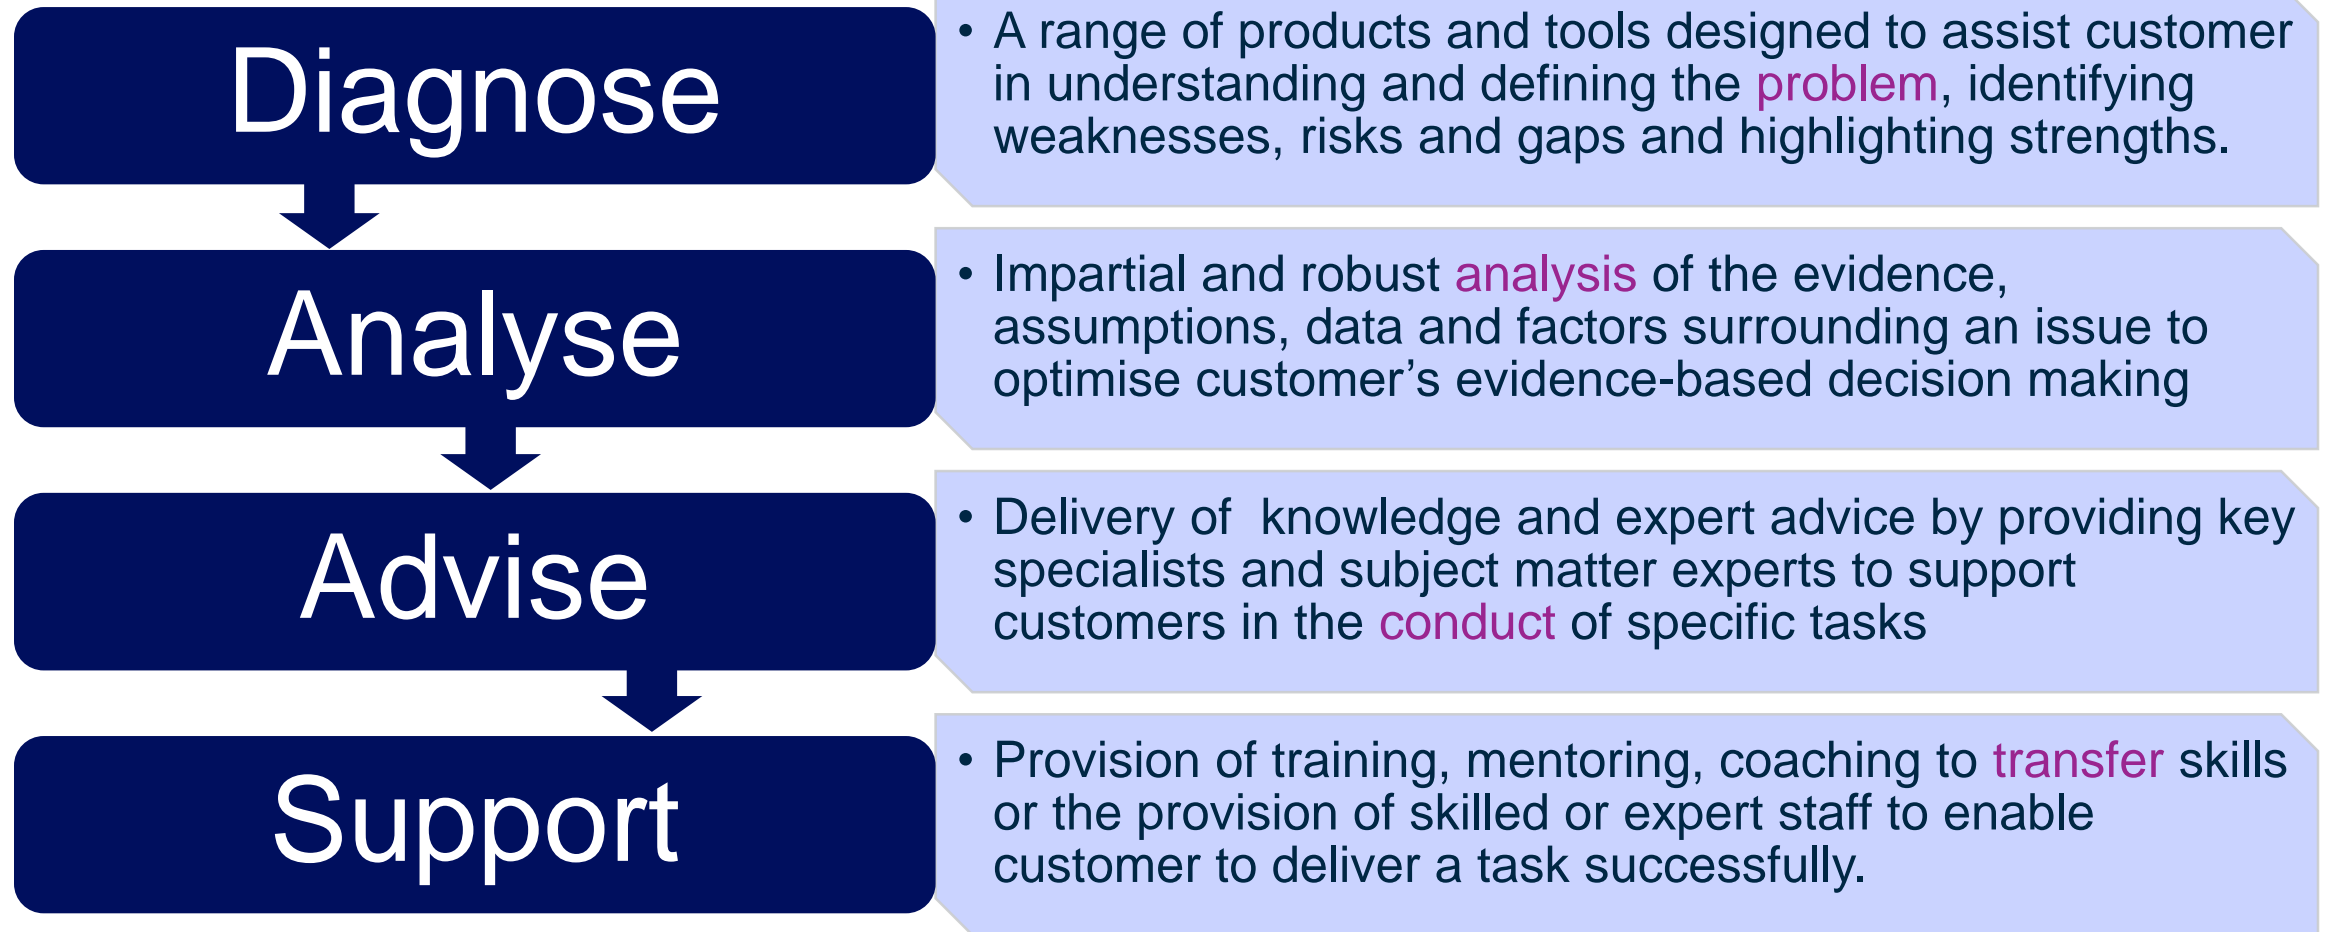 Diagnose
• A range of products and tools designed to assist customer
in understanding and defining the problem, identifying
weaknesses, risks and gaps and highlighting strengths.
Analyse
• Impartial and robust analysis of the evidence,
assumptions, data and factors surrounding an issue to
optimise customer’s evidence-based decision making
Advise
• Delivery of  knowledge and expert advice by providing key
specialists and subject matter experts to support
customers in the conduct of specific tasks
Support
• Provision of training, mentoring, coaching to transfer skills
or the provision of skilled or expert staff to enable
customer to deliver a task successfully.